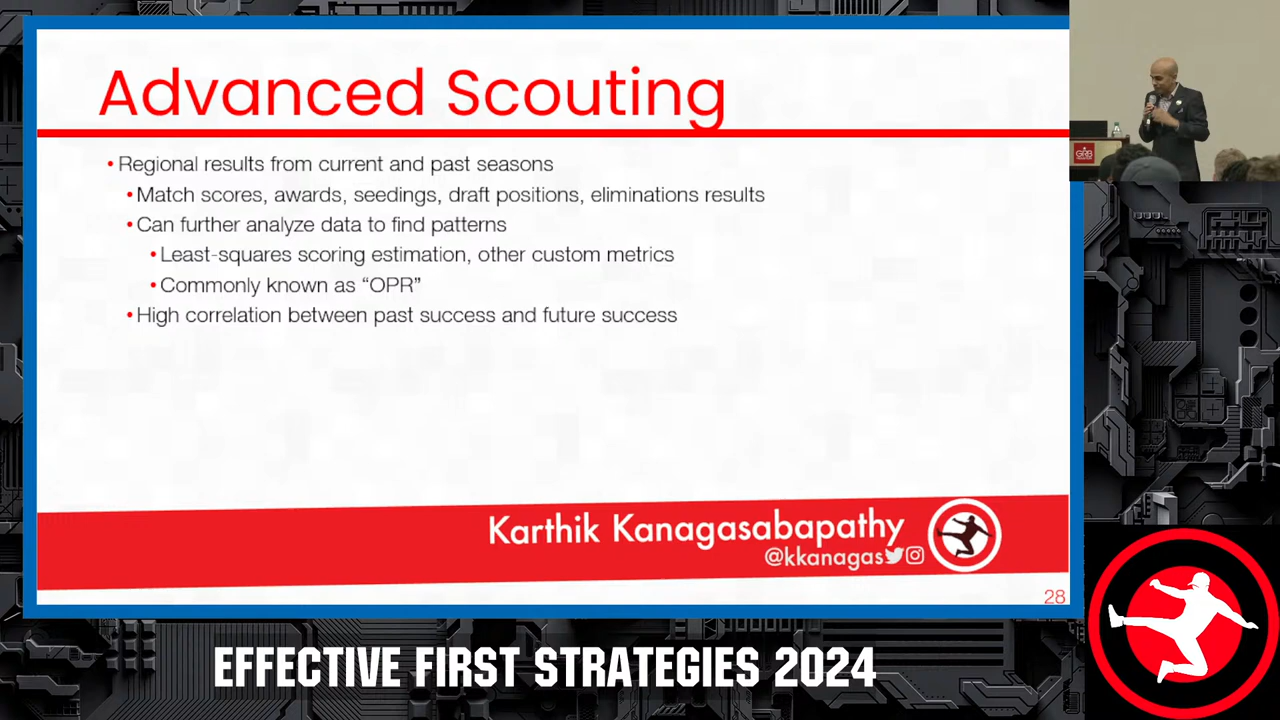 Advanced Scouting
• Regional results from current and past seasons
• Match scores, awards, seedings, draft positions, eliminations results
• Can further analyze data to find patterns
• Least-squares scoring estimation, other custom metrics
• Commonly known as “OPR”
• High correlation between past success and future success
Karthik Kanagasabapathy
@kkanagas
28
EFFECTIVE FIRST STRATEGIES 2024